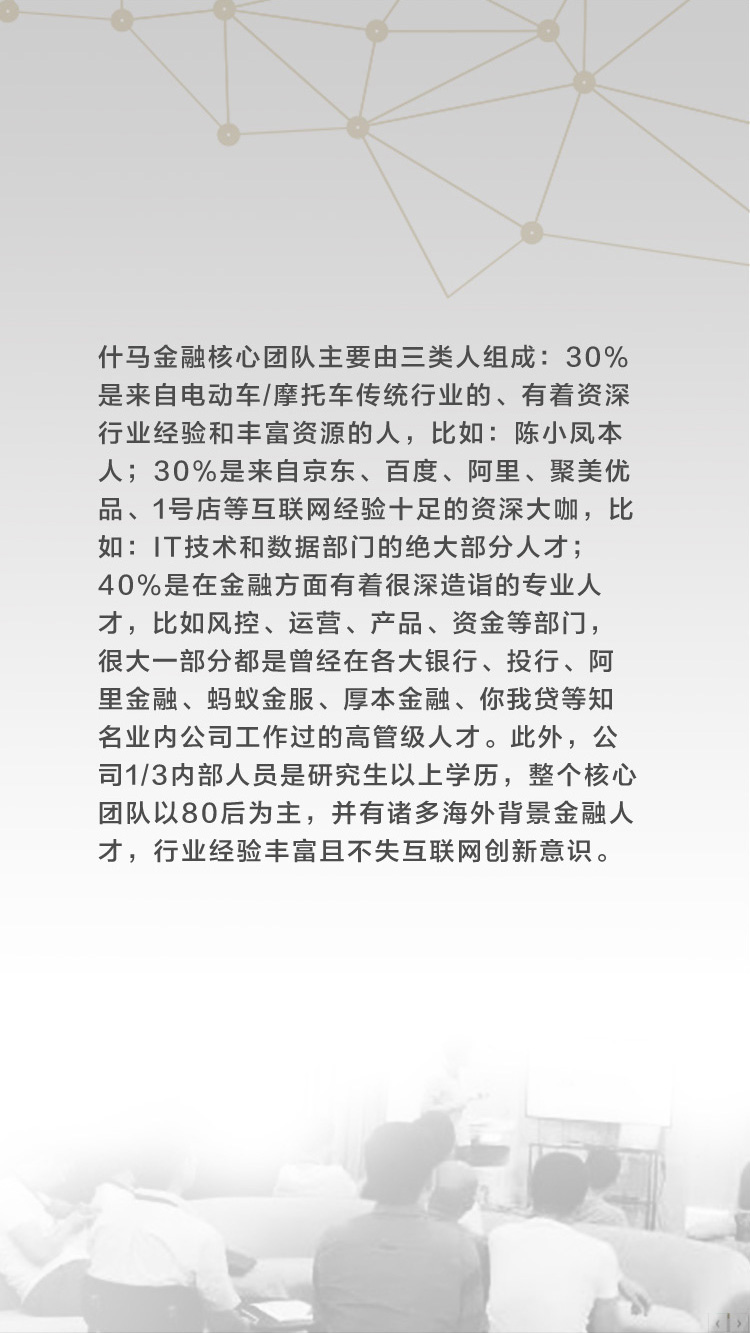 什马金融核心团队主要由三类人组成：30%
是来自电动车/摩托车传统行业的、有着资深
行业经验和丰富资源的人，比如：陈小凤本
人；30%是来自京东、百度、阿里、聚美优
品、1号店等互联网经验十足的资深大咖，比
如：IT技术和数据部门的绝大部分人才；
40%是在金融方面有着很深造诣的专业人
才，比如风控、运营、产品、资金等部门，
很大一部分都是曾经在各大银行、投行、阿
里金融、蚂蚁金服、厚本金融、你我贷等知
名业内公司工作过的高管级人才。此外，公
司1/3内部人员是研究生以上学历，整个核心
团队以80后为主，并有诸多海外背景金融人
才，行业经验丰富且不失互联网创新意识。